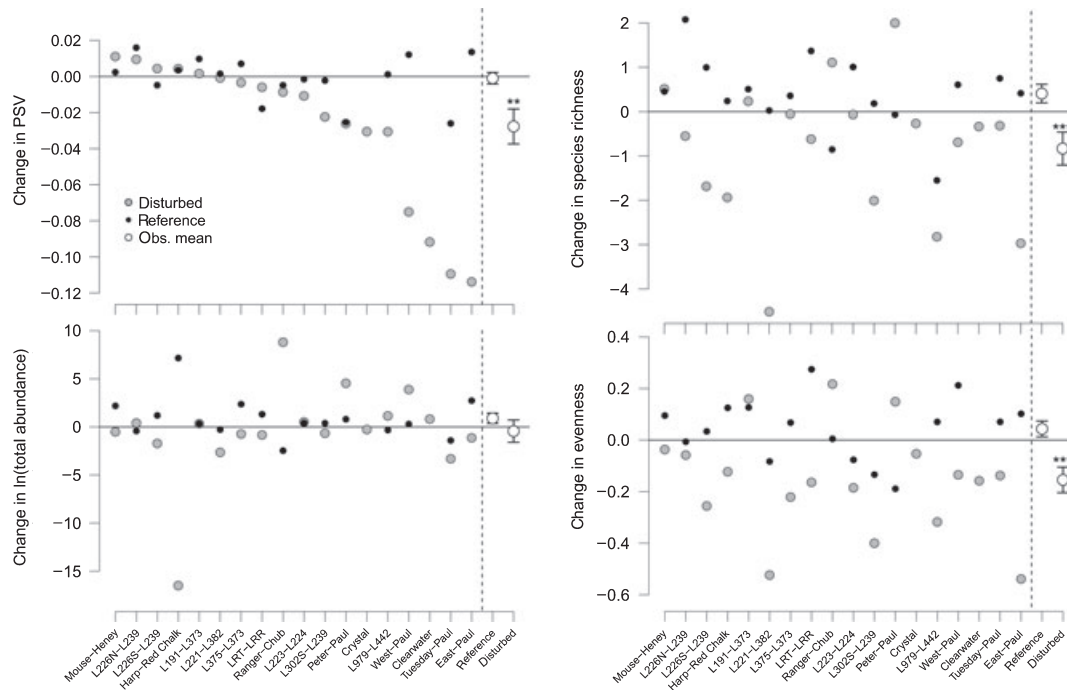 0.02
0.00
−0.02
−0.04
−0.06
−0.08
−0.10
−0.12
Change in PSV
Disturbed
Reference
Obs. mean
**
2
1
0
−1
−2
−3
−4
Change in species richness
**
10
5
0
−5
−10
−15
Change in ln(total abundance)
Mouse−Heney
L226N−L239
L226S−L239
Harp−Red Chalk
L191−L373
L221−L382
L375−L373
LRT−LRR
Ranger−Chub
L223−L224
L302S−L239
Peter−Paul
Crystal
L979−L442
West−Paul
Clearwater
Tuesday−Paul
East−Paul
Reference
Disturbed
0.4
0.2
0.0
−0.2
−0.4
−0.6
Change in evenness
**
Mouse−Heney
L226N−L239
L226S−L239
Harp−Red Chalk
L191−L373
L221−L382
L375−L373
LRT−LRR
Ranger−Chub
L223−L224
L302S−L239
Peter−Paul
Crystal
L979−L442
West−Paul
Clearwater
Tuesday−Paul
East−Paul
Reference
Disturbed